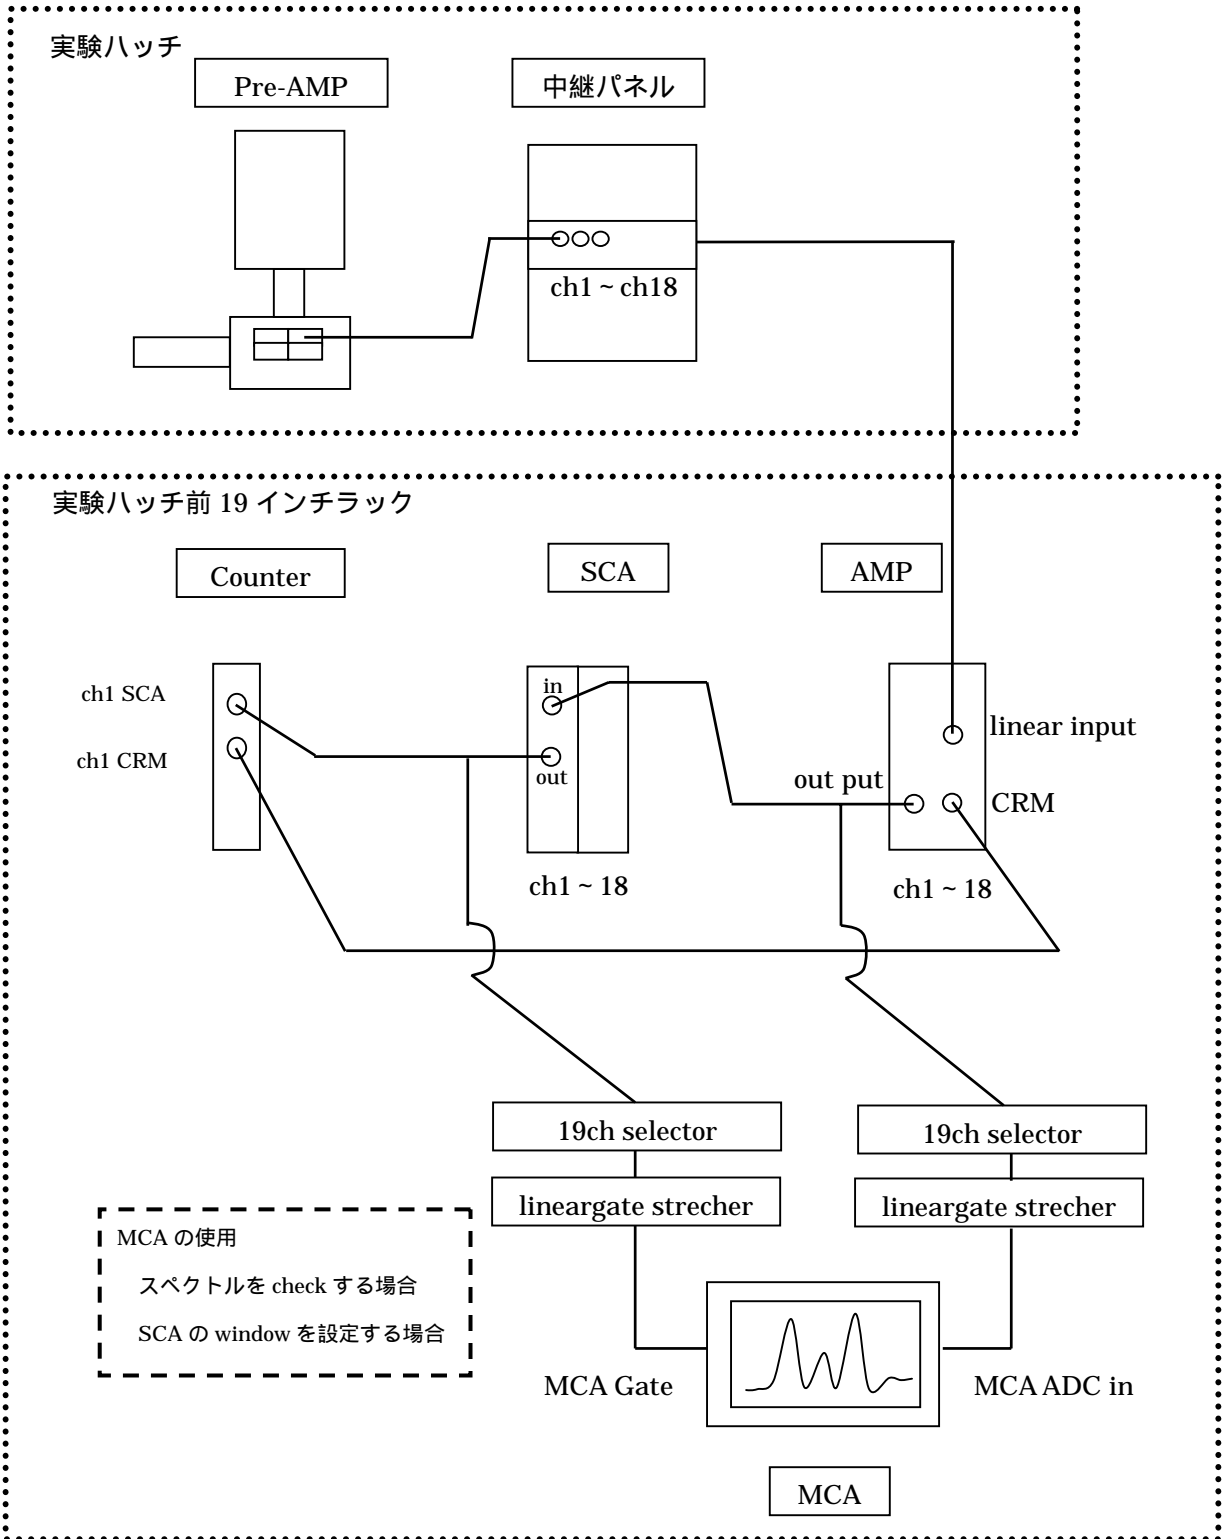 実験ハッチ
Pre-AMP
中継パネル
ch1 ~ ch18
実験ハッチ前 19 インチラック
Counter
SCA
AMP
ch1 SCA
ch1 CRM
in
out
ch1 ~ 18
linear input
out put
CRM
ch1 ~ 18
19ch selector
19ch selector
lineargate strecher
lineargate strecher
MCA の使用
スペクトルを check する場合
SCA の window を設定する場合
MCA Gate
MCA ADC in
MCA